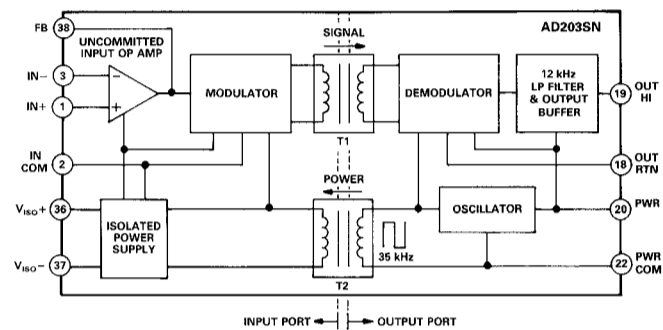 FB 38
AD203SN
UNCOMMITTED
INPUT OP AMP
SIGNAL
IN– 3
–
IN+ 1
+
MODULATOR
T1
DEMODULATOR
12 kHz
LP FILTER
& OUTPUT
BUFFER
19 OUT
HI
IN
COM
2
18 OUT
RTN
POWER
VISO+ 36
ISOLATED
POWER
SUPPLY
VISO– 37
T2
35 kHz
OSCILLATOR
20 PWR
22 PWR
COM
INPUT PORT
OUTPUT PORT